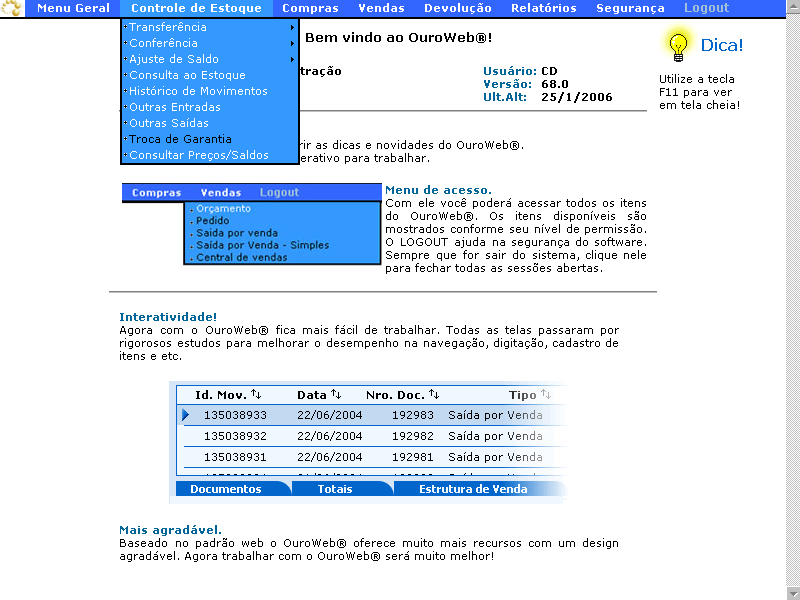 Menu Geral Controle de Estoque Compras Vendas Devolução Relatórios Segurança Logout
Transferência
Conferência
Ajuste de Saldo
Consulta ao Estoque
Histórico de Movimentos
Outras Entradas
Outras Saídas
Troca de Garantia
Consultar Preços/Saldos
Bem vindo ao OuroWeb®!
Usuário: CD
Versão: 68.0
Ult.Alt: 25/1/2006
Dica!
Utilize a tecla
F11 para ver
em tela cheia!
as dicas e novidades do OuroWeb®.
para trabalhar.
Compras Vendas Logout
Orçamento
Pedido
Saida por venda
Saída por Venda - Simples
Central de vendas
Menu de acesso.
Com ele você poderá acessar todos os itens
do OuroWeb®. Os itens disponíveis são
mostrados conforme seu nível de permissão.
O LOGOUT ajuda na segurança do software.
Sempre que for sair do sistema, clique nele
para fechar todas as sessões abertas.
Interatividade!
Agora com o OuroWeb® fica mais fácil de trabalhar. Todas as telas passaram por
rigorosos estudos para melhorar o desempenho na navegação, digitação, cadastro de
itens e etc.
Id. Mov. Data Nro. Doc. Tipo
135038933 22/06/2004 192983 Saída por Venda
135038932 22/06/2004 192982 Saída por Venda
135038931 22/06/2004 192981 Saída por Venda
Documentos Totais Estrutura de Venda
Mais agradável.
Baseado no padrão web o OuroWeb® oferece muito mais recursos com um design
agradável. Agora trabalhar com o OuroWeb® será muito melhor!